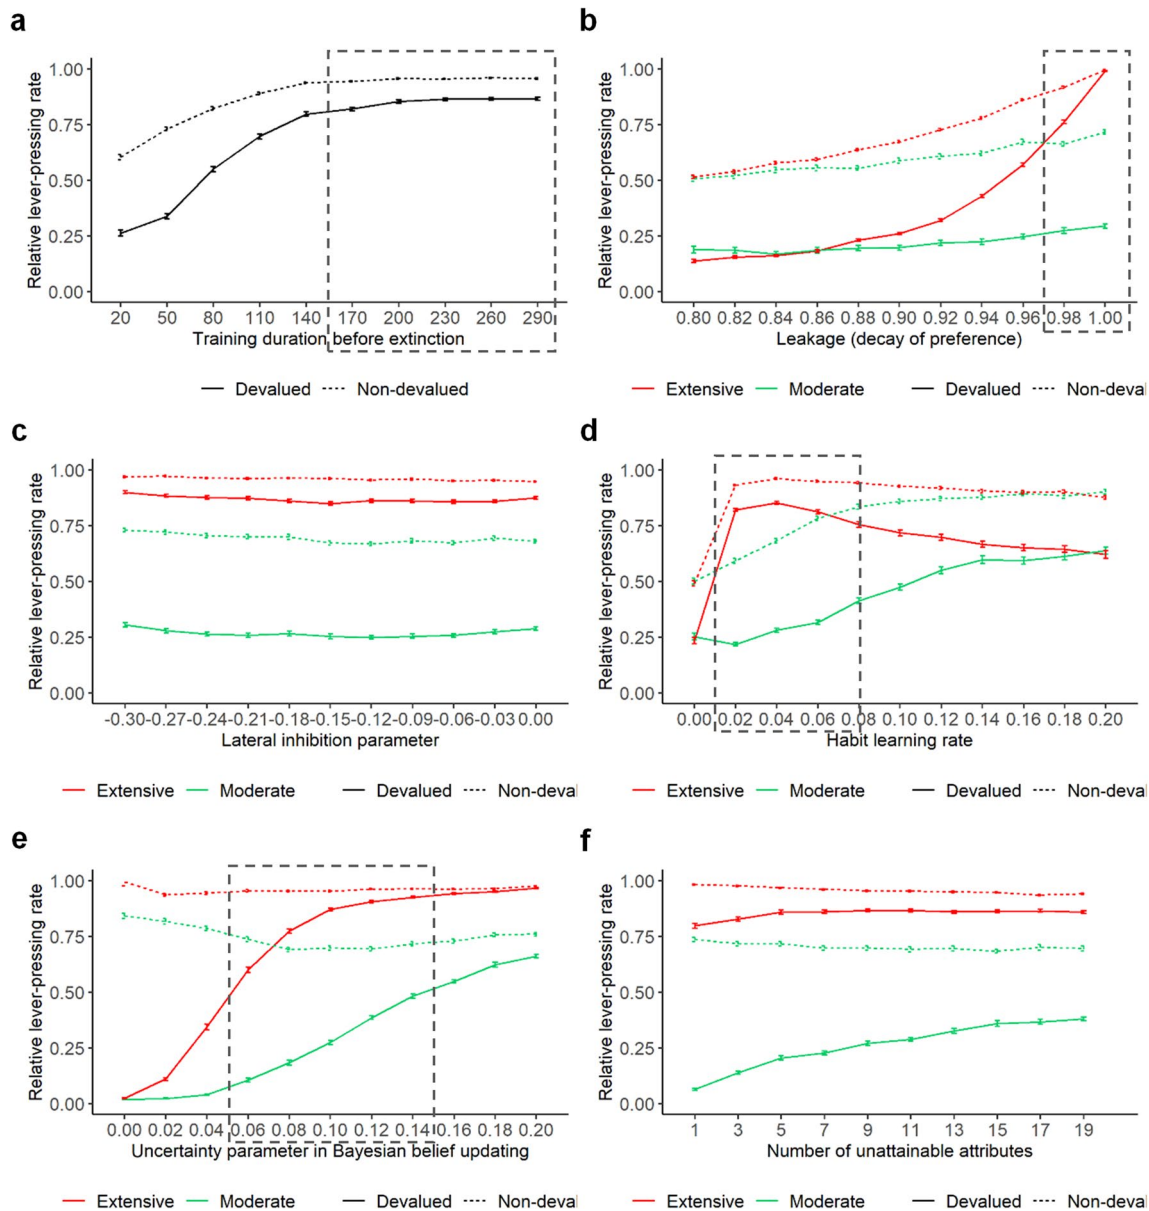 a
Relative lever-pressing rate
1.00
0.75
0.50
0.25
0.00
20 50 80 110 140 170 200 230 260 290
Training duration before extinction
Devalued Non-devalued
b
Relative lever-pressing rate
1.00
0.75
0.50
0.25
0.00
0.80 0.82 0.84 0.86 0.88 0.90 0.92 0.94 0.96 0.98 1.00
Leakage (decay of preference)
Extensive Moderate Devalued Non-deval
c
Relative lever-pressing rate
1.00
0.75
0.50
0.25
0.00
-0.30 -0.27 -0.24 -0.21 -0.18 -0.15 -0.12 -0.09 -0.06 -0.03 0.00
Lateral inhibition parameter
Extensive Moderate Devalued Non-deval
d
Relative lever-pressing rate
1.00
0.75
0.50
0.25
0.00
0.00 0.02 0.04 0.06 0.08 0.10 0.12 0.14 0.16 0.18 0.20
Habit learning rate
Extensive Moderate Devalued Non-deval
e
Relative lever-pressing rate
1.00
0.75
0.50
0.25
0.00
0.00 0.02 0.04 0.06 0.08 0.10 0.12 0.14 0.16 0.18 0.20
Uncertainty parameter in Bayesian belief updating
Extensive Moderate Devalued Non-deval
f
Relative lever-pressing rate
1.00
0.75
0.50
0.25
0.00
1 3 5 7 9 11 13 15 17 19
Number of unattainable attributes
Extensive Moderate Devalued Non-deval